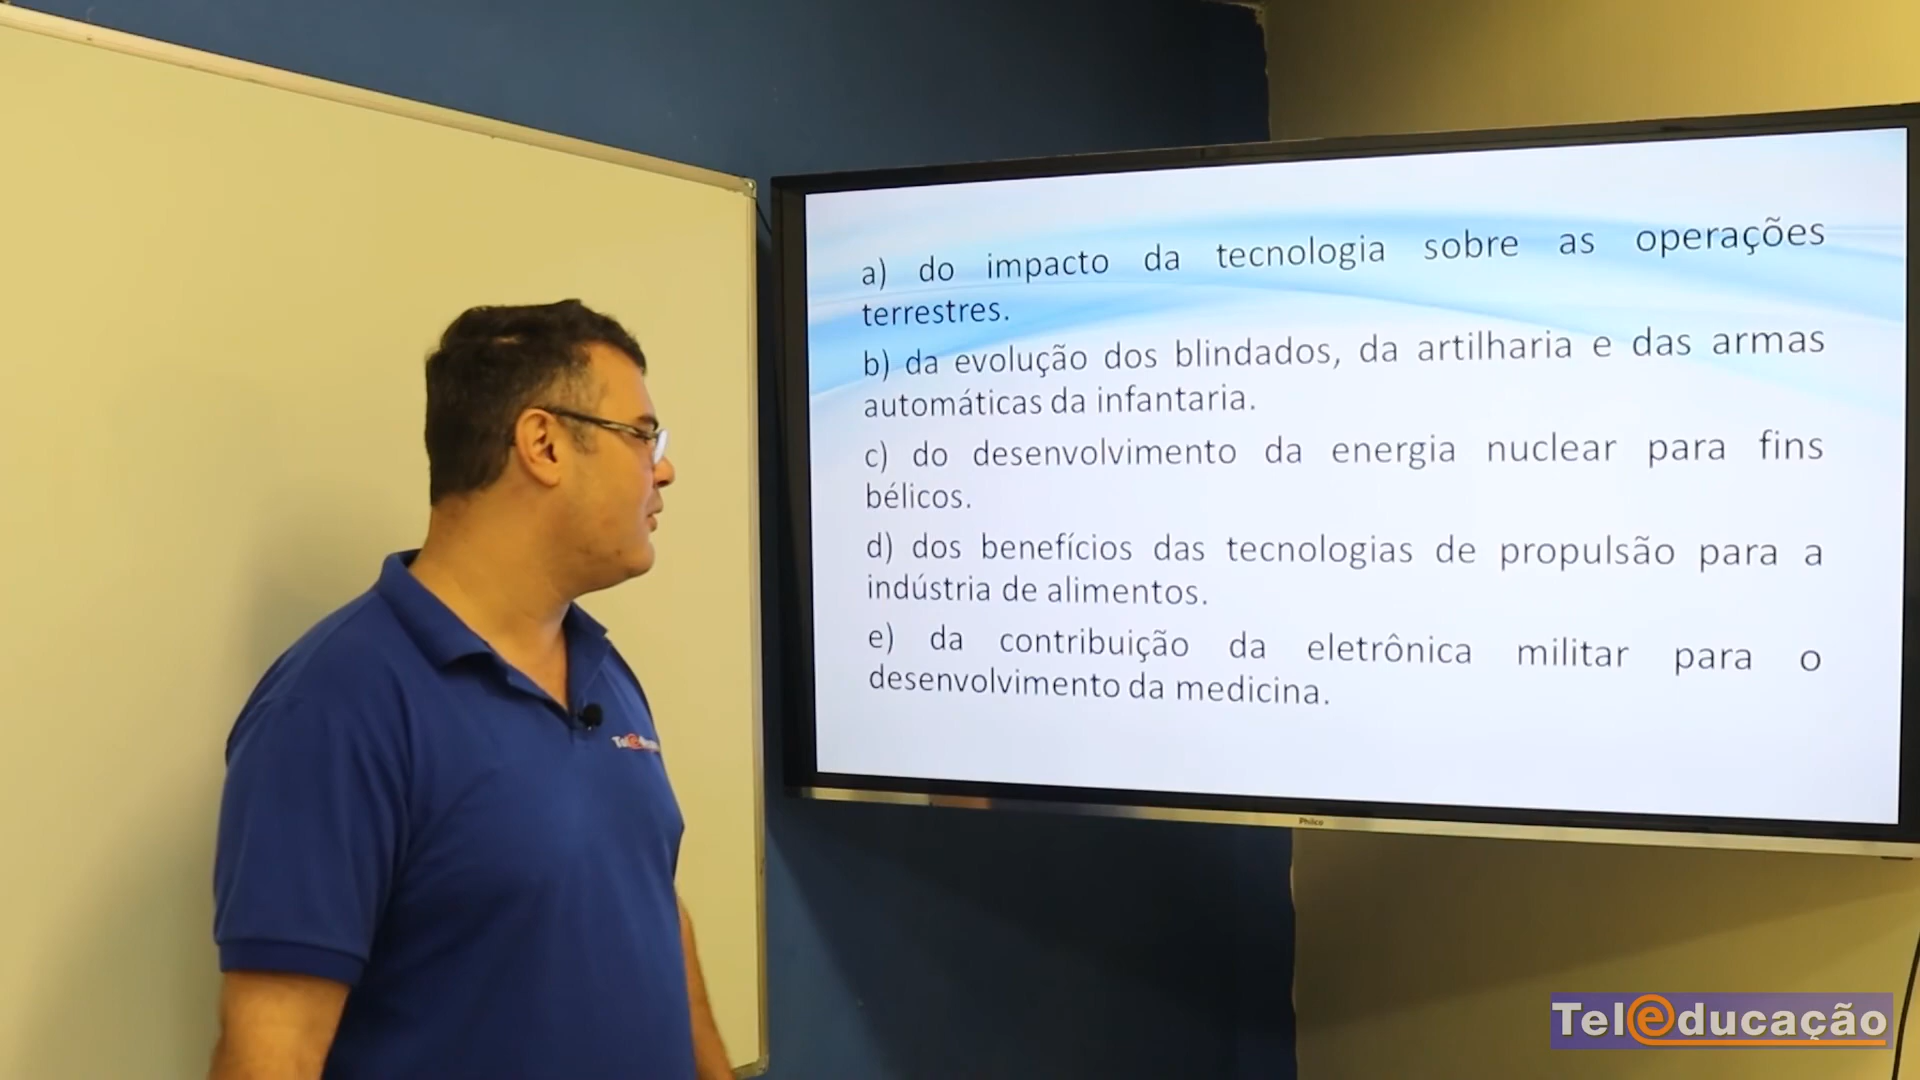 a) do impacto da tecnologia sobre as operações
terrestres.
b) da evolução dos blindados, da artilharia e das armas
automáticas da infantaria.
c) do desenvolvimento da energia nuclear para fins
bélicos.
d) dos benefícios das tecnologias de propulsão para a
indústria de alimentos.
e) da contribuição da eletrônica militar para o
desenvolvimento da medicina.
Philco
Teleducação